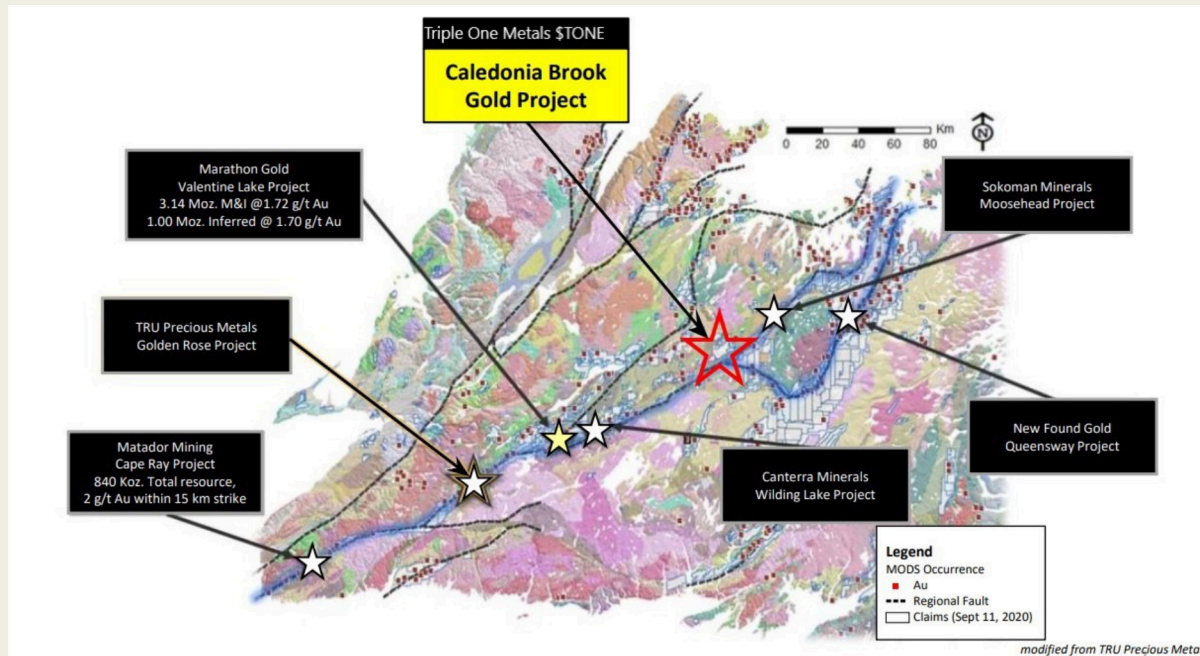 Triple One Metals $TONE
Caledonia Brook
Gold Project
Km
0 20 40 60 80
N
Marathon Gold
Valentine Lake Project
3.14 Moz. M&I @1.72 g/t Au
1.00 Moz. Inferred @ 1.70 g/t Au
Sokoman Minerals
Moosehead Project
TRU Precious Metals
Golden Rose Project
New Found Gold
Queensway Project
Matador Mining
Cape Ray Project
840 Koz. Total resource,
2 g/t Au within 15 km strike
Canterra Minerals
Wilding Lake Project
Legend
MODS Occurrence
Au
Regional Fault
Claims (Sept 11, 2020)
modified from TRU Precious Meta